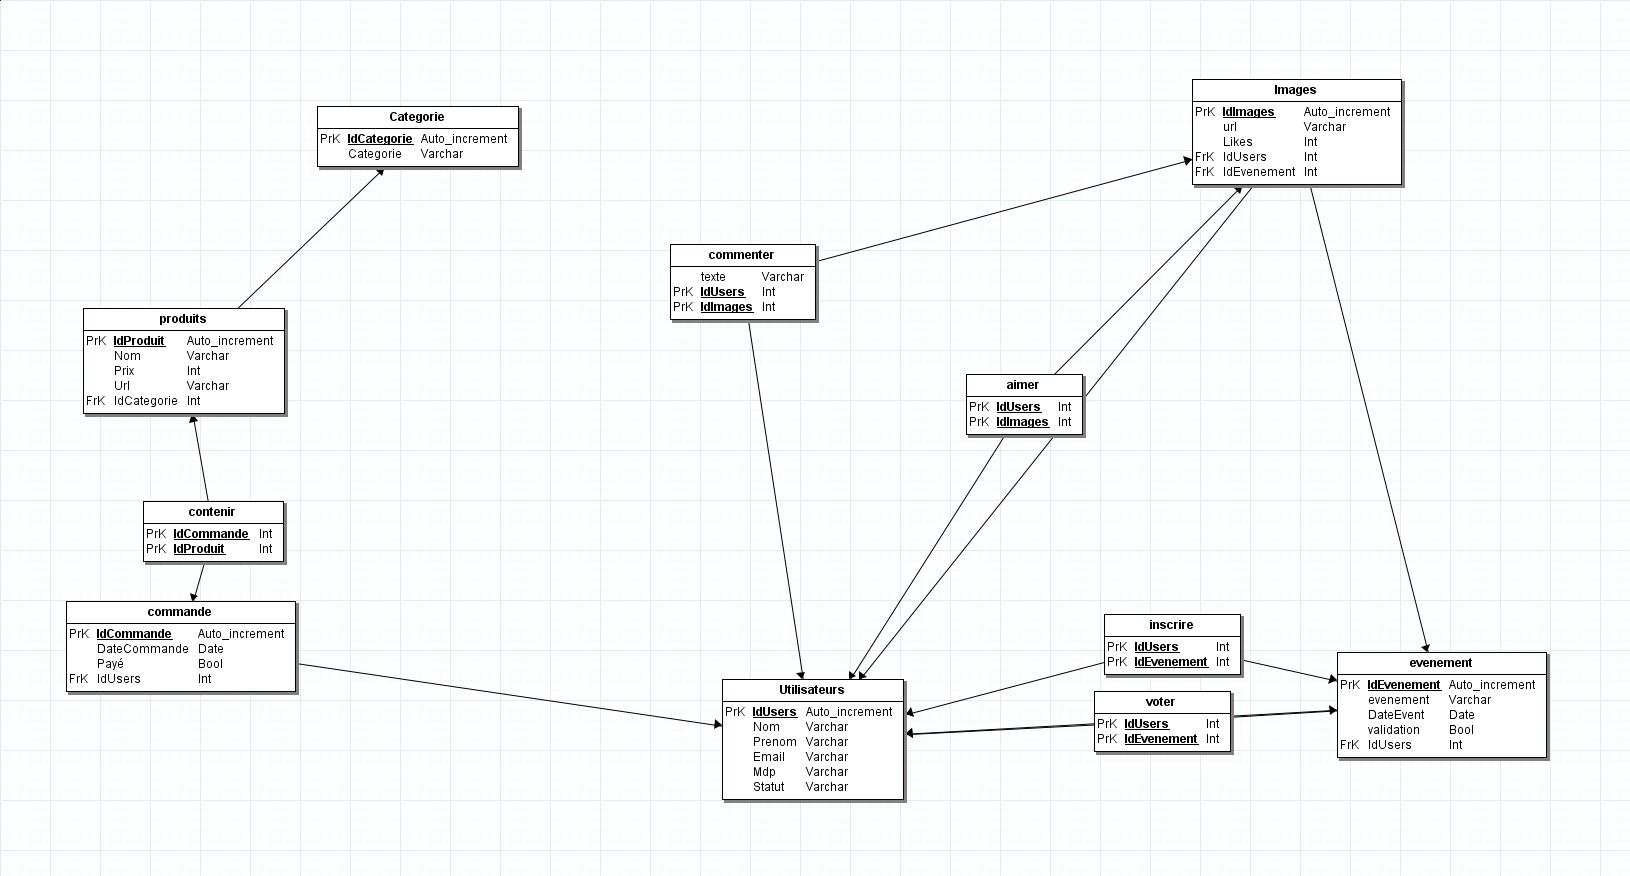 Categorie
PrK IdCategorie Auto_increment
Categorie Varchar
Images
PrK IdImages Auto_increment
url Varchar
Likes Int
FrK IdUsers Int
FrK IdEvenement Int
commenter
texte Varchar
PrK IdUsers Int
PrK IdImages Int
produits
PrK IdProduit Auto_increment
Nom Varchar
Prix Int
Url Varchar
FrK IdCategorie Int
aimer
PrK IdUsers Int
PrK IdImages Int
contenir
PrK IdCommande Int
PrK IdProduit Int
commande
PrK IdCommande Auto_increment
DateCommande Date
Payé Bool
FrK IdUsers Int
inscrire
PrK IdUsers Int
PrK IdEvenement Int
evenement
PrK IdEvenement Auto_increment
evenement Varchar
DateEvent Date
validation Bool
FrK IdUsers Int
Utilisateurs
PrK IdUsers Auto_increment
Nom Varchar
Prenom Varchar
Email Varchar
Mdp Varchar
Statut Varchar
voter
PrK IdUsers Int
PrK IdEvenement Int